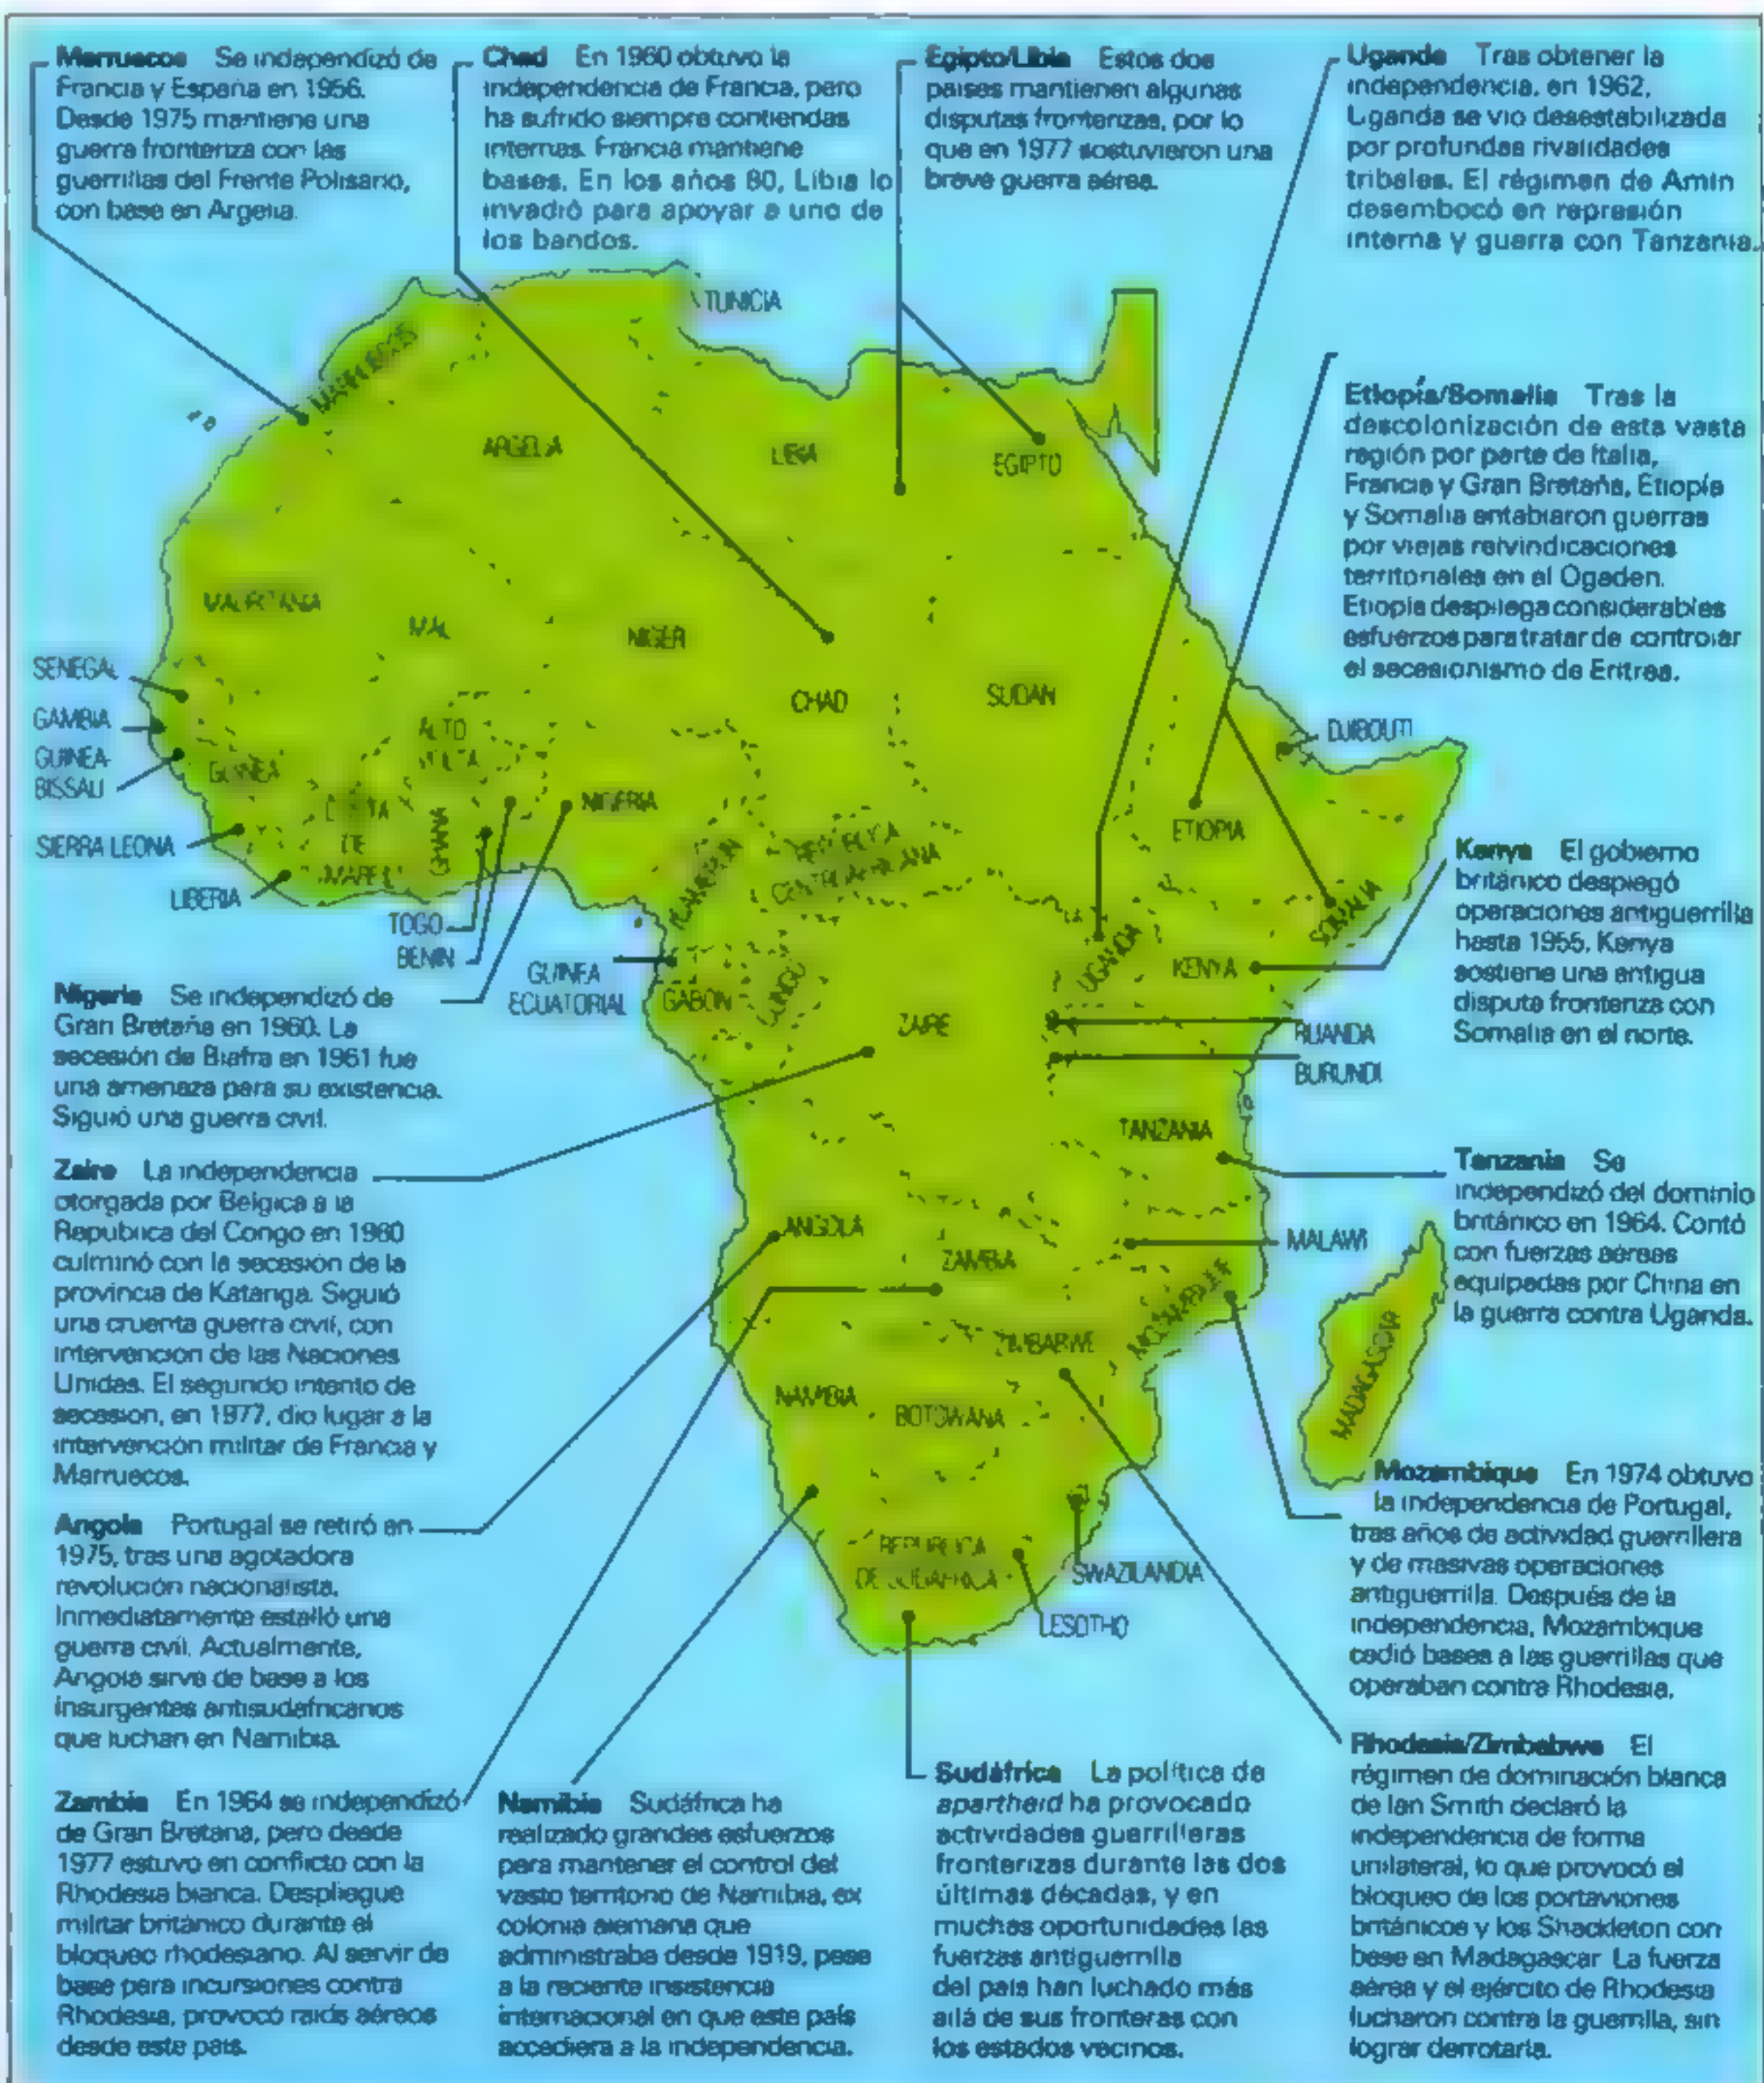 Marruecos Se independizó de
Francia y España en 1956.
Desde 1975 mantiene una
guerra fronteriza con las
guerrillas del Frente Polisario,
con base en Argelia.
Chad En 1960 obtuvo la
independencia de Francia, pero
ha sufrido siempre contiendas
internas. Francia mantiene
bases. En los años 80, Libia lo
invadió para apoyar a uno de
los bandos.
Egipto/Libia Estos dos
países mantienen algunas
disputas fronterizas, por lo
que en 1977 sostuvieron una
breve guerra aérea.
Uganda Tras obtener la
independencia, en 1962,
Uganda se vio desestabilizada
por profundas rivalidades
tribales. El régimen de Amin
desembocó en represión
interna y guerra con Tanzania.
Etiopía/Somalia Tras la
descolonización de esta vasta
región por parte de Italia,
Francia y Gran Bretaña, Etiopía
y Somalia entablaron guerras
por viejas reivindicaciones
territoriales en el Ogaden.
Etiopía despliega considerables
esfuerzos para tratar de controlar
el secesionismo de Eritrea.
TUNICIA
MARRUECOS
ARGELIA
LIBIA
EGIPTO
MAURITANIA
MALI
NIGER
CHAD
SUDAN
SENEGAL
GAMBIA
GUINEA-
BISSAU
GUINEA
ALTO
VOLTA
DJIBOUTI
SIERRA LEONA
COSTA
DE
MARFIL
GHANA
NIGERIA
LIBERIA
TOGO
BENIN
CAMERUN
REPUBLICA
CENTROAFRICANA
ETIOPIA
SOMALIA
GUINEA
ECUATORIAL
GABON
CONGO
ZAIRE
UGANDA
KENYA
RUANDA
BURUNDI
TANZANIA
ANGOLA
ZAMBIA
MALAWI
MOZAMBIQUE
ZIMBABWE
NAMIBIA
BOTSWANA
MADAGASCAR
REPUBLICA
DE SUDAFRICA
SWAZILANDIA
LESOTHO
Kenya El gobierno
británico desplegó
operaciones antiguerrilla
hasta 1955. Kenya
sostiene una antigua
disputa fronteriza con
Somalia en el norte.
Nigeria Se independizó de
Gran Bretaña en 1960. La
secesión de Biafra en 1961 fue
una amenaza para su existencia.
Siguió una guerra civil.
Zaire La independencia
otorgada por Bélgica a la
República del Congo en 1960
culminó con la secesión de la
provincia de Katanga. Siguió
una cruenta guerra civil, con
intervención de las Naciones
Unidas. El segundo intento de
secesión, en 1977, dio lugar a la
intervención militar de Francia y
Marruecos.
Tanzania Se
independizó del dominio
británico en 1964. Contó
con fuerzas aéreas
equipadas por China en
la guerra contra Uganda.
Angola Portugal se retiró en
1975, tras una agotadora
revolución nacionalista.
Inmediatamente estalló una
guerra civil. Actualmente,
Angola sirve de base a los
insurgentes antisudafricanos
que luchan en Namibia.
Mozambique En 1974 obtuvo
la independencia de Portugal,
tras años de actividad guerrillera
y de masivas operaciones
antiguerrilla. Después de la
independencia, Mozambique
cedió bases a las guerrillas que
operaban contra Rhodesia.
Zambia En 1964 se independizó
de Gran Bretana, pero desde
1977 estuvo en conflicto con la
Rhodesia blanca. Despliegue
militar británico durante el
bloqueo rhodesiano. Al servir de
base para incursiones contra
Rhodesia, provocó raids aéreos
desde este país.
Namibia Sudáfrica ha
realizado grandes esfuerzos
para mantener el control del
vasto territorio de Namibia, ex
colonia alemana que
administraba desde 1919, pese
a la reciente insistencia
internacional en que este país
accediera a la independencia.
Sudáfrica La política de
apartheid ha provocado
actividades guerrilleras
fronterizas durante las dos
últimas décadas, y en
muchas oportunidades las
fuerzas antiguerrilla
del país han luchado más
allá de sus fronteras con
los estados vecinos.
Rhodesia/Zimbabwe El
régimen de dominación blanca
de Ian Smith declaró la
independencia de forma
unilateral, lo que provocó el
bloqueo de los portaviones
británicos y los Shackleton con
base en Madagascar. La fuerza
aérea y el ejército de Rhodesia
lucharon contra la guerrilla, sin
lograr derrotarla.